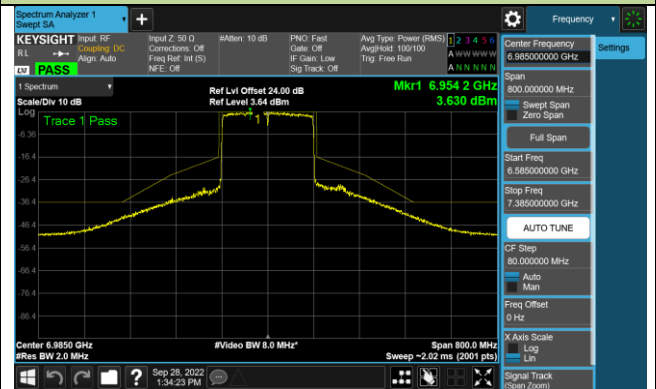 Spectrum Analyzer 1
Swept SA
+
Frequency
KEYSIGHT Input: RF
RL Coupling: DC
Align: Auto
LXI PASS
Input Z: 50 Ω
Corrections: Off
Freq Ref: Int (S)
NFE: Off
#Atten: 10 dB
PNO: Fast
Gate: Off
IF Gain: Low
Sig Track: Off
Avg Type: Power (RMS)
Avg|Hold: 100/100
Trig: Free Run
1 2 3 4 5 6
A W W W W W
A N N N N N
1 Spectrum
Scale/Div 10 dB
Ref Lvl Offset 24.00 dB
Ref Level 3.64 dBm
Mkr1 6.954 2 GHz
3.630 dBm
Log
Trace 1 Pass
1
-6.36
-16.4
-26.4
-36.4
-46.4
-56.4
-66.4
-76.4
-86.4
Center 6.9850 GHz
#Res BW 2.0 MHz
#Video BW 8.0 MHz*
Span 800.0 MHz
Sweep ~2.02 ms (2001 pts)
Center Frequency
6.985000000 GHz
Span
800.000000 MHz
Swept Span
Zero Span
Full Span
Start Freq
6.585000000 GHz
Stop Freq
7.385000000 GHz
AUTO TUNE
CF Step
80.000000 MHz
Auto
Man
Freq Offset
0 Hz
X Axis Scale
Log
Lin
Signal Track
(Span Zoom)
Settings
?
Sep 28, 2022
1:34:23 PM